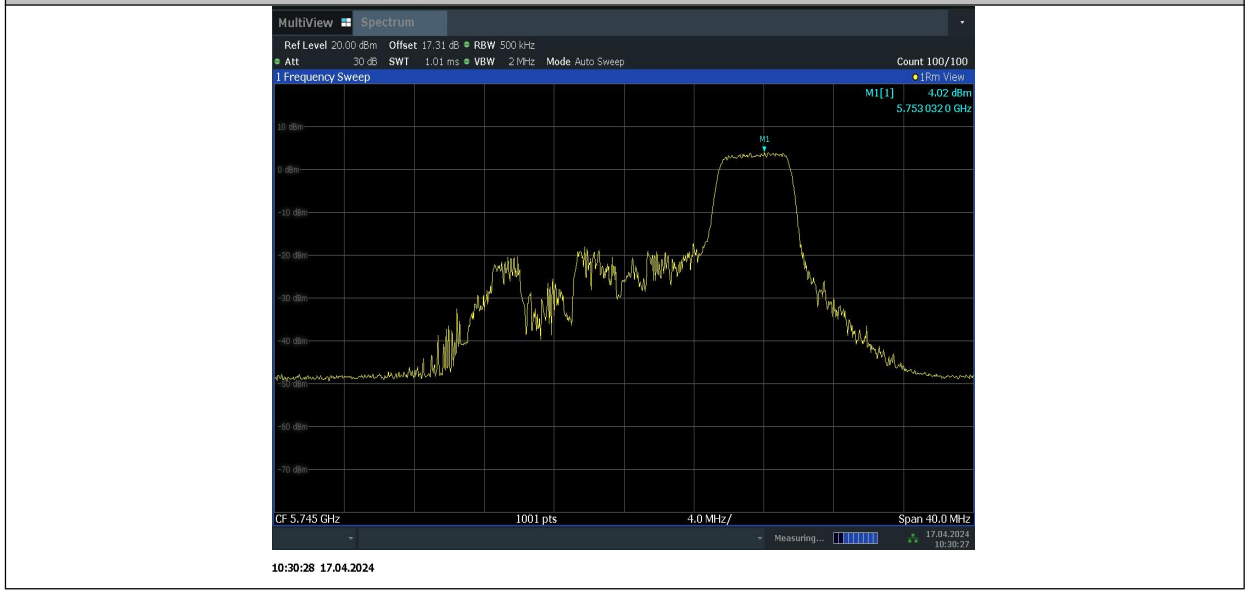 MultiView Spectrum
Ref Level 20.00 dBm Offset 17.31 dB RBW 500 kHz
Att 30 dB SWT 1.01 ms VBW 2 MHz Mode Auto Sweep Count 100/100
1 Frequency Sweep 1Rm View
M1[1] 4.02 dBm
5.753 032 0 GHz
10 dBm
M1
0 dBm
-10 dBm
-20 dBm
-30 dBm
-40 dBm
-50 dBm
-60 dBm
-70 dBm
CF 5.745 GHz 1001 pts 4.0 MHz/ Span 40.0 MHz
Measuring... 17.04.2024
10:30:27
10:30:28 17.04.2024